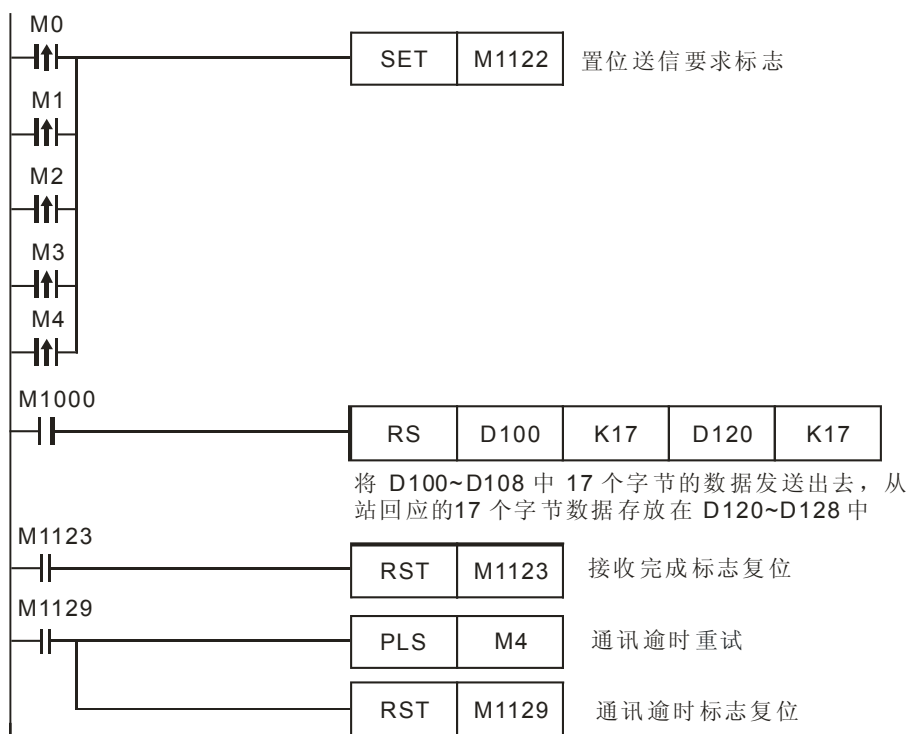 M0
SET M1122 置位送信要求标志
M1
M2
M3
M4
M1000
RS D100 K17 D120 K17
将 D100~D108 中 17 个字节的数据发送出去，从
站回应的17 个字节数据存放在 D120~D128 中
M1123
RST M1123 接收完成标志复位
M1129
PLS M4 通讯逾时重试
RST M1129 通讯逾时标志复位